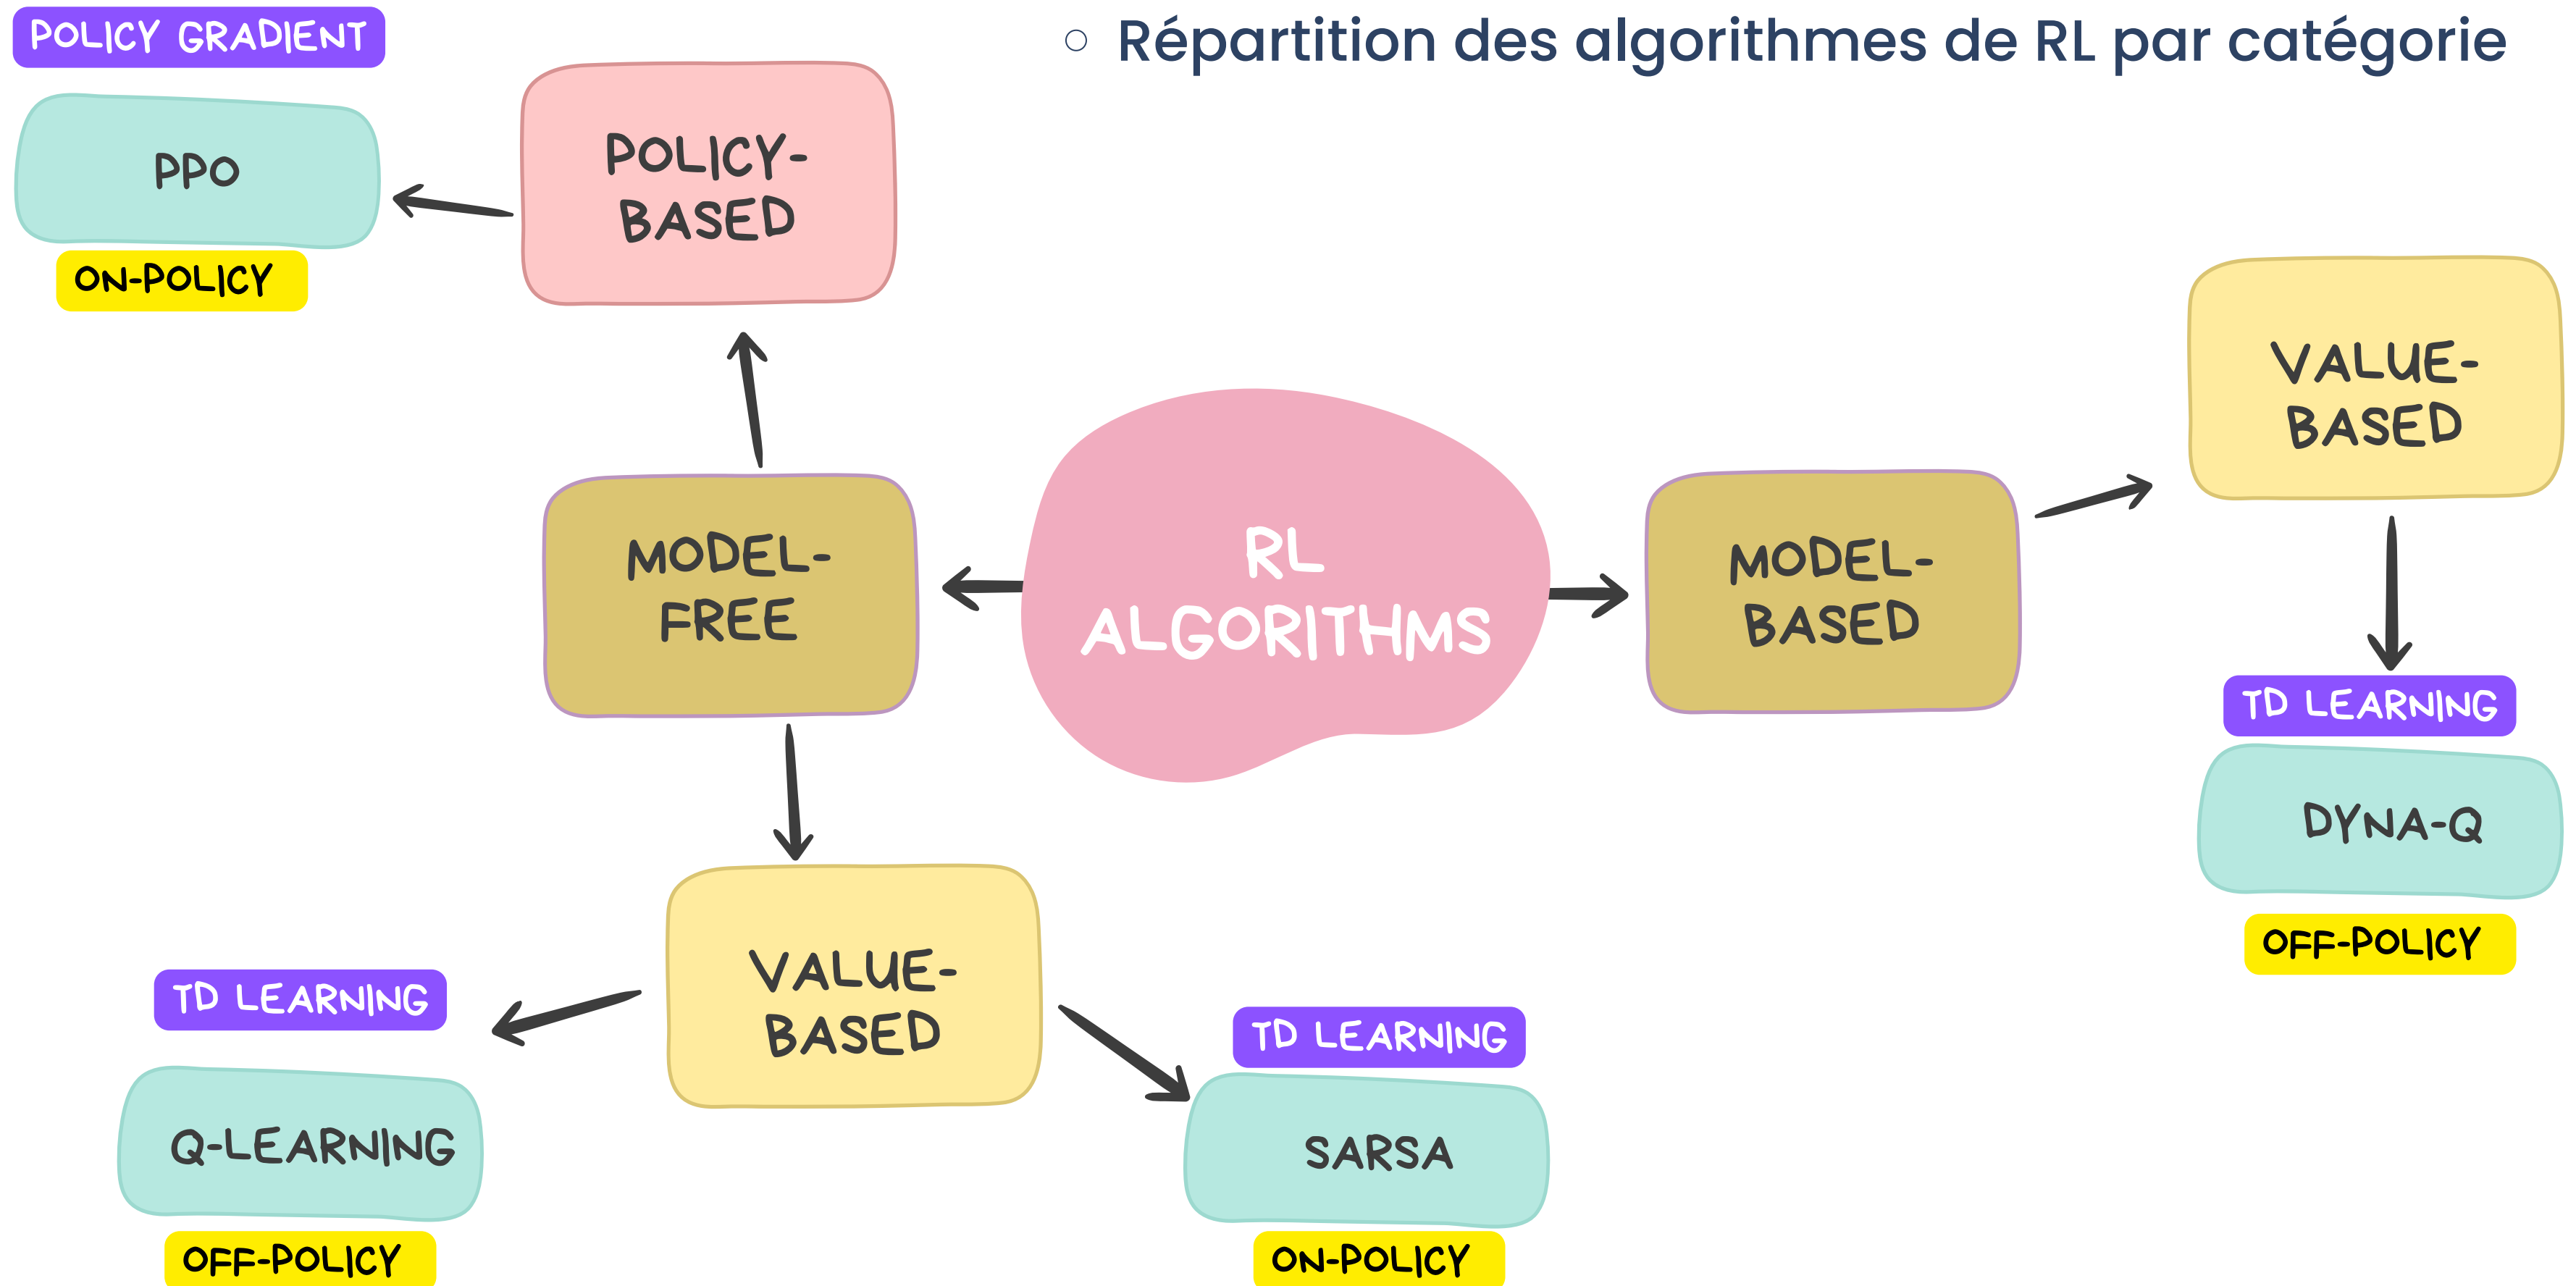 Répartition des algorithmes de RL par catégorie
POLICY GRADIENT
PPO
ON-POLICY
POLICY-
BASED
MODEL-
FREE
RL
ALGORITHMS
MODEL-
BASED
VALUE-
BASED
TD LEARNING
DYNA-Q
OFF-POLICY
VALUE-
BASED
TD LEARNING
Q-LEARNING
OFF-POLICY
TD LEARNING
SARSA
ON-POLICY